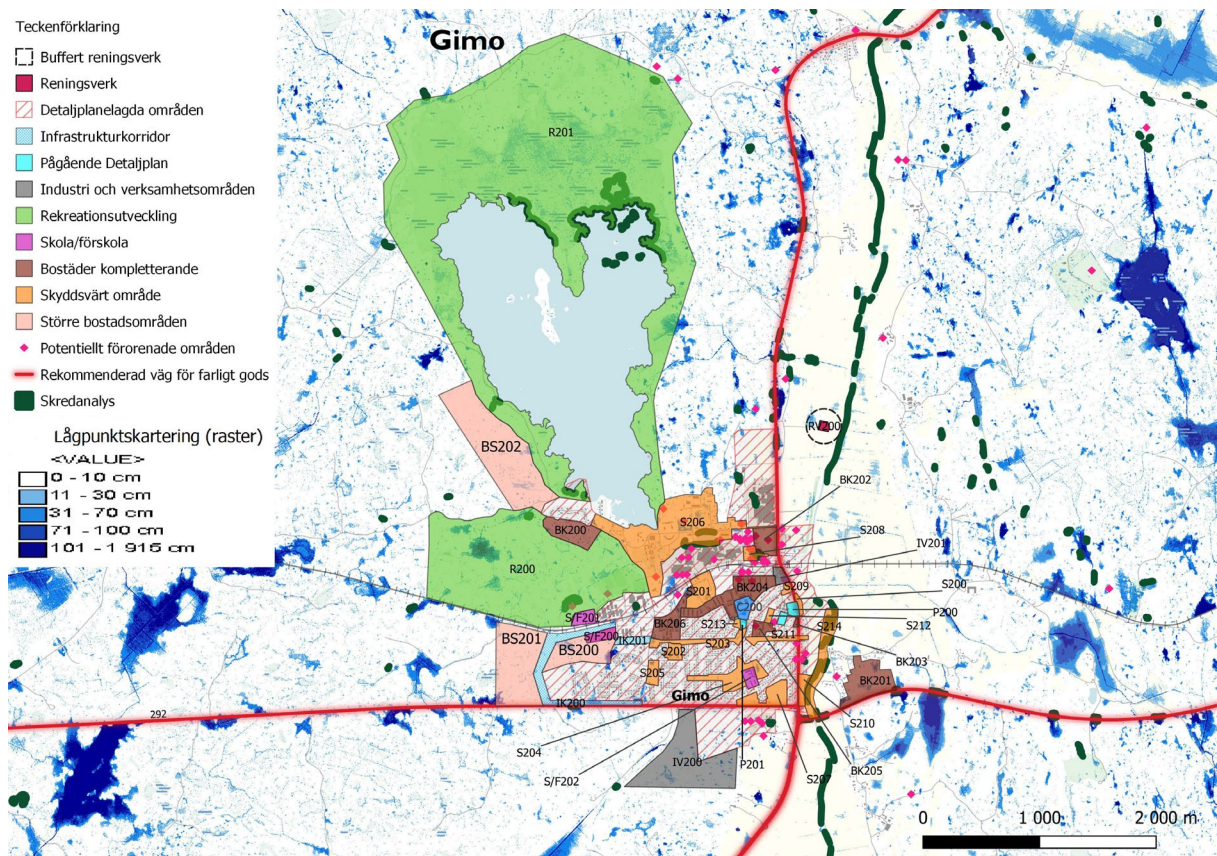 Teckenförklaring
Buffert reningsverk
Reningsverk
Detaljplanelagda områden
Infrastrukturkorridor
Pågående Detaljplan
Industri och verksamhetsområden
Rekreationsutveckling
Skola/förskola
Bostäder kompletterande
Skyddsvärt område
Större bostadsområden
Potentiellt förorenade områden
Rekommenderad väg för farligt gods
Skredanalys
Lågpunktskartering (raster)
<VALUE>
0 - 10 cm
11 - 30 cm
31 - 70 cm
71 - 100 cm
101 - 1 915 cm
Gimo
R201
RV200
BS202
BK202
BK200
S206
S208
IV201
R200
S201
BK204
S209
S200
C200
P200
S/F201
S213
S212
BK206
S211
S214
BS201
S/F200
IK201
BS200
S202
S203
BK203
S205
BK201
Gimo
IK200
292
S210
S204
IV200
P201
BK205
S/F202
S207
0 1 000 2 000 m